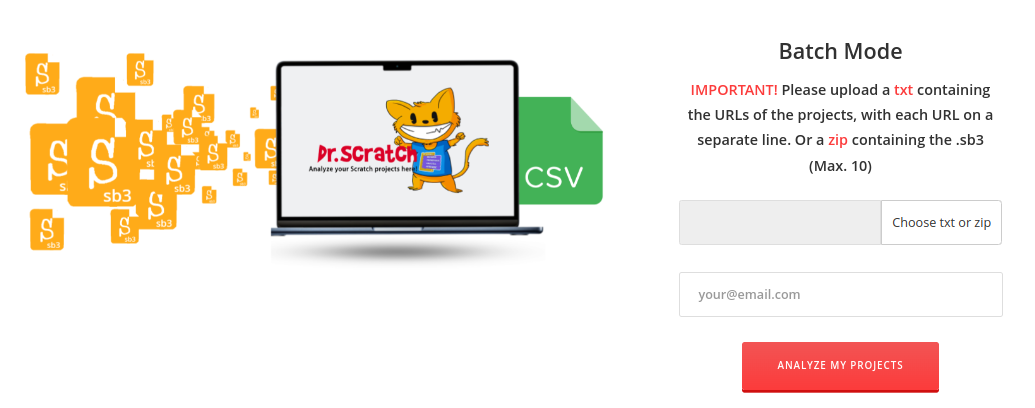 sb3
sb3
sb3
sb3
sb3
sb3
sb3
sb3
sb3
Dr.Scratch
Analyze your Scratch projects here!
CSV
Batch Mode
IMPORTANT! Please upload a txt containing
the URLs of the projects, with each URL on a
separate line. Or a zip containing the .sb3
(Max. 10)
Choose txt or zip
your@email.com
ANALYZE MY PROJECTS